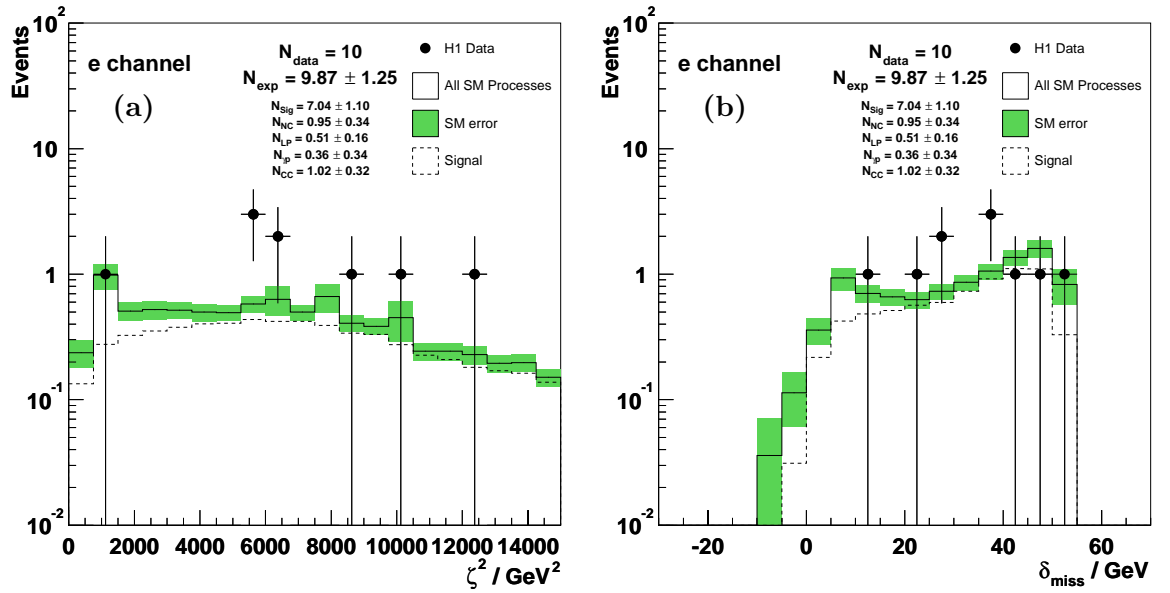 Events
10²
10
1
10⁻¹
10⁻²
e channel
(a)
N_data = 10
N_exp = 9.87 ± 1.25
N_Sig = 7.04 ± 1.10
N_NC = 0.95 ± 0.34
N_LP = 0.51 ± 0.16
N_γp = 0.36 ± 0.34
N_CC = 1.02 ± 0.32
H1 Data
All SM Processes
SM error
Signal
0 2000 4000 6000 8000 10000 12000 14000
ζ² / GeV²
Events
10²
10
1
10⁻¹
10⁻²
e channel
(b)
N_data = 10
N_exp = 9.87 ± 1.25
N_Sig = 7.04 ± 1.10
N_NC = 0.95 ± 0.34
N_LP = 0.51 ± 0.16
N_γp = 0.36 ± 0.34
N_CC = 1.02 ± 0.32
H1 Data
All SM Processes
SM error
Signal
-20 0 20 40 60
δ_miss / GeV